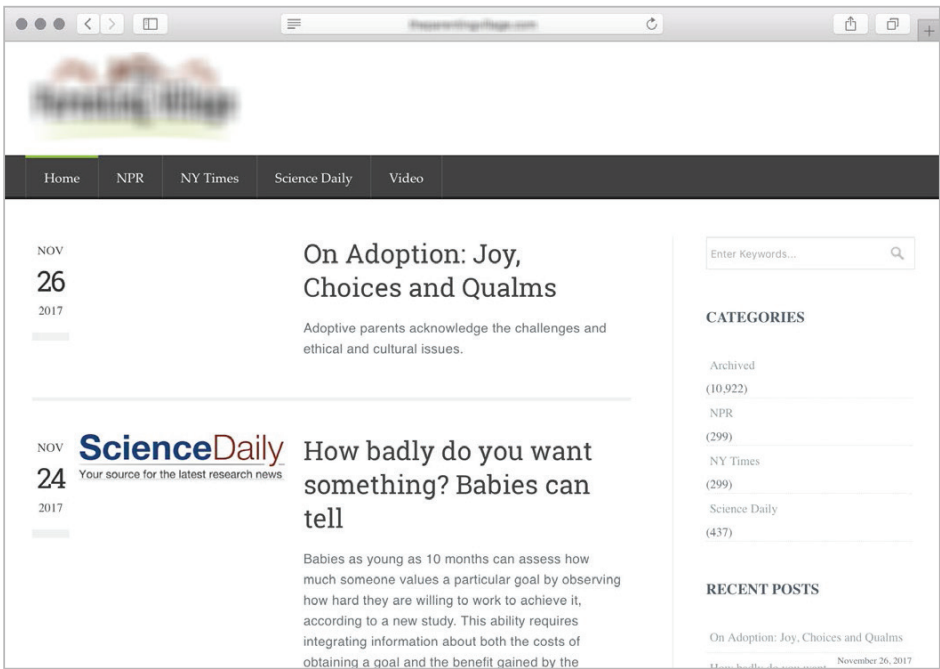 Home
NPR
NY Times
Science Daily
Video
NOV
26
2017
On Adoption: Joy,
Choices and Qualms
Adoptive parents acknowledge the challenges and
ethical and cultural issues.
NOV
24
2017
ScienceDaily
Your source for the latest research news
How badly do you want
something? Babies can
tell
Babies as young as 10 months can assess how
much someone values a particular goal by observing
how hard they are willing to work to achieve it,
according to a new study. This ability requires
integrating information about both the costs of
obtaining a goal and the benefit gained by the
Enter Keywords...
CATEGORIES
Archived
(10,922)
NPR
(299)
NY Times
(299)
Science Daily
(437)
RECENT POSTS
On Adoption: Joy, Choices and Qualms
November 26, 2017
How badly do you want